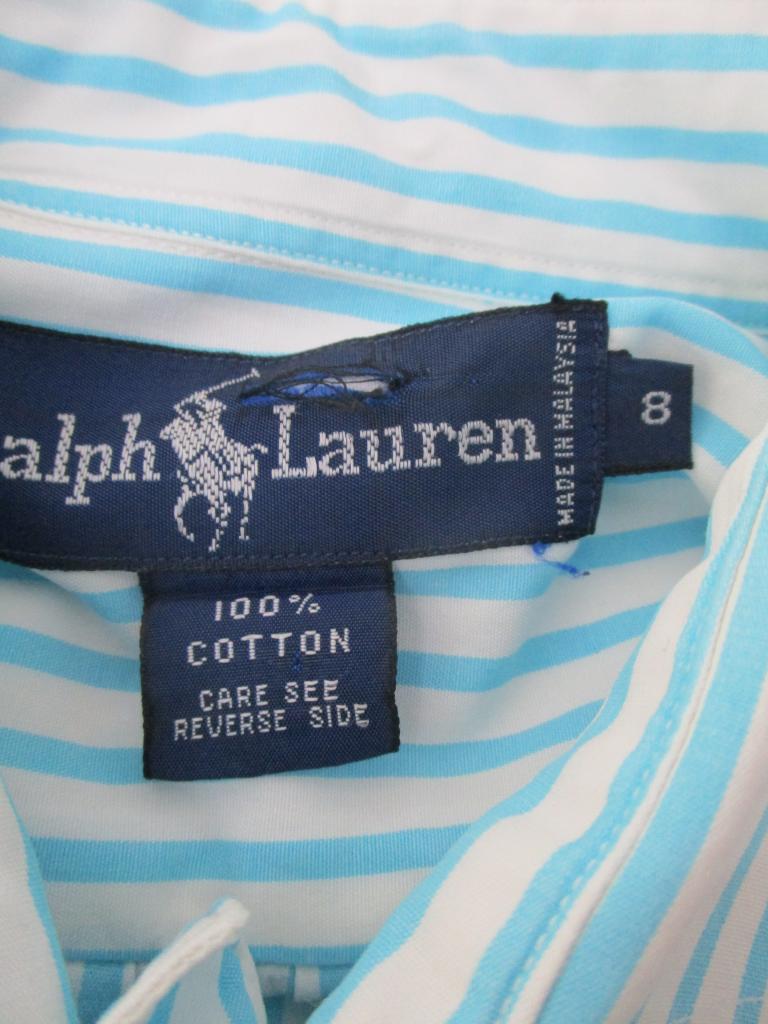 alph Lauren
MADE IN MALAYSIA
8
100%
COTTON
CARE SEE
REVERSE SIDE